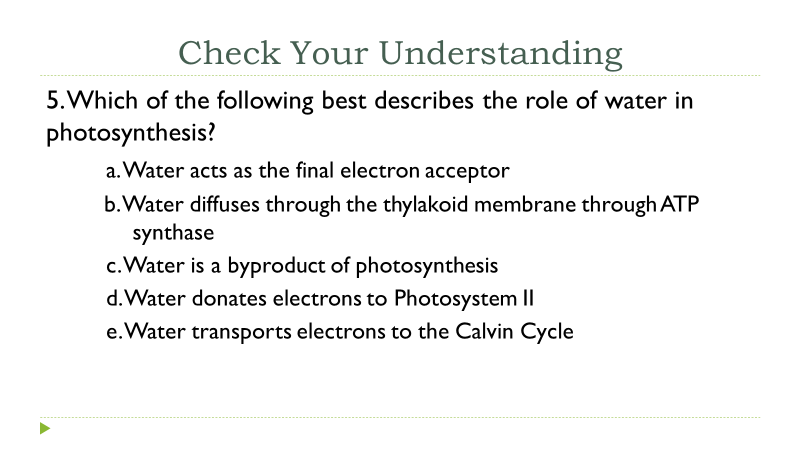 Check Your Understanding
5. Which of the following best describes the role of water in
photosynthesis?
a. Water acts as the final electron acceptor
b. Water diffuses through the thylakoid membrane through ATP
synthase
c. Water is a byproduct of photosynthesis
d. Water donates electrons to Photosystem II
e. Water transports electrons to the Calvin Cycle